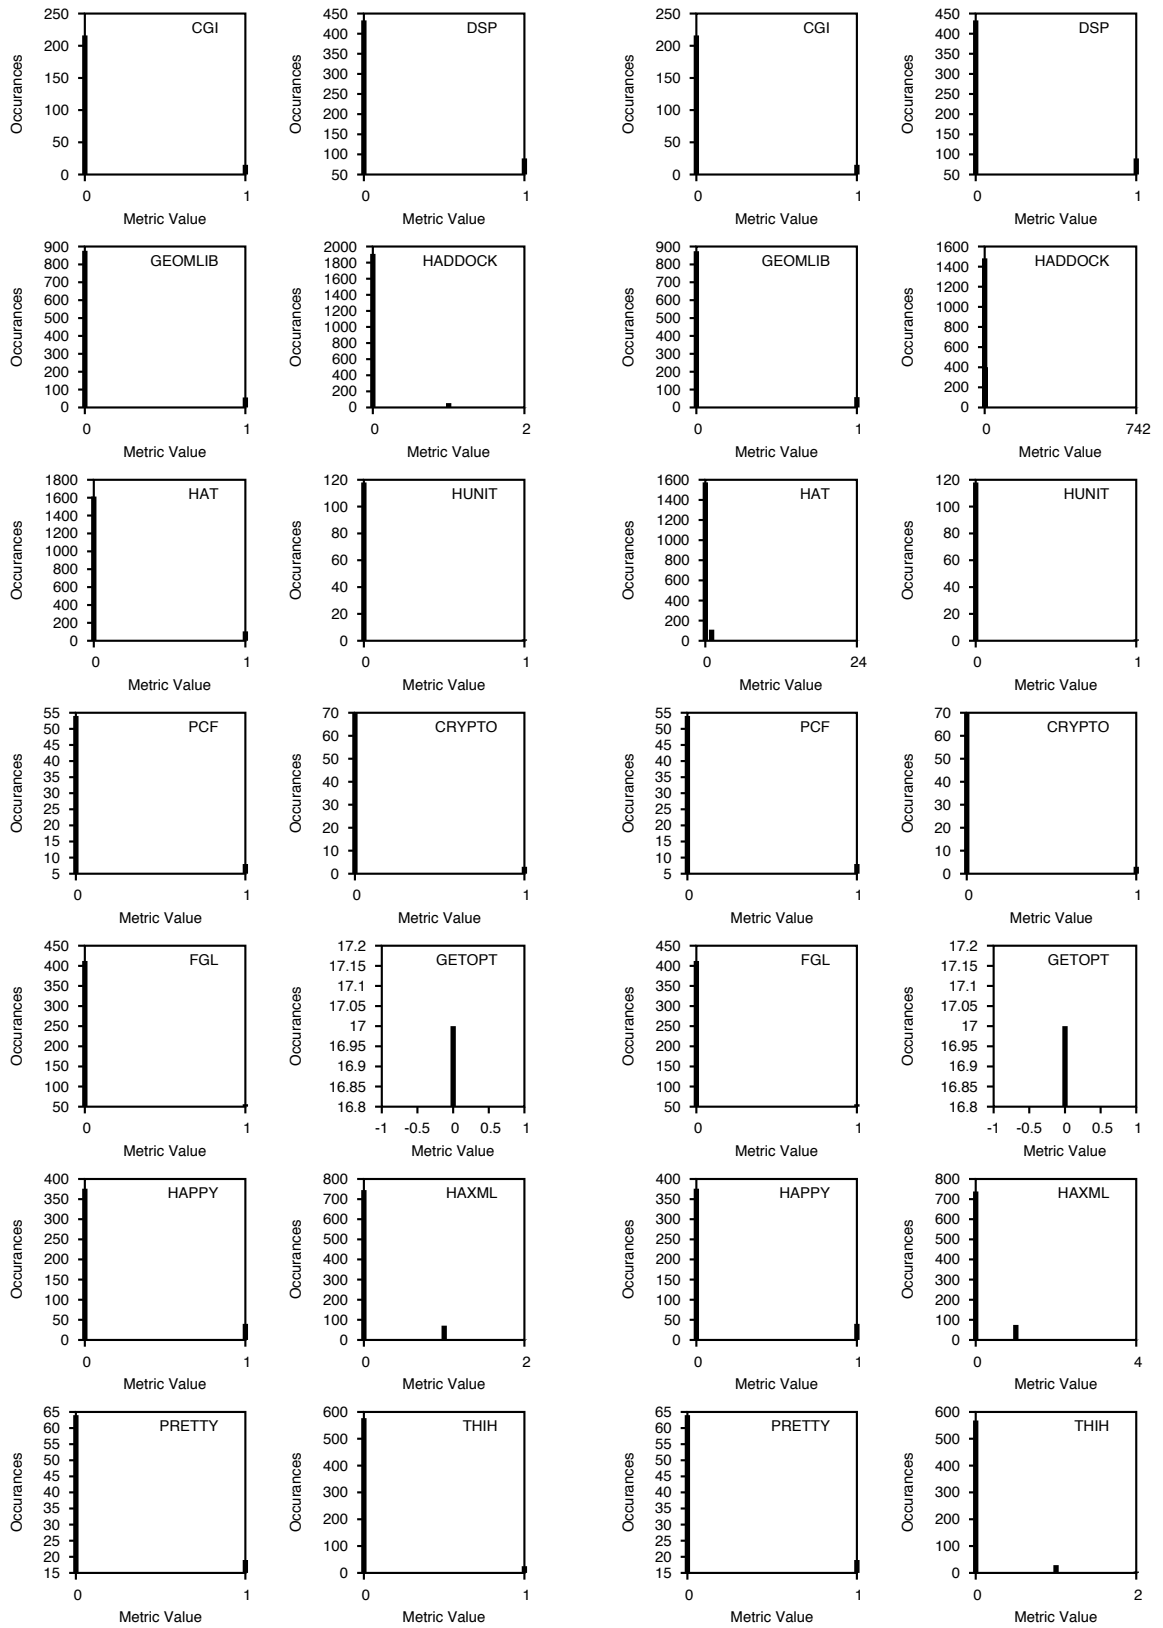 CGI
250 200 150 100 50 0
Occurances
0 1
Metric Value
DSP
450 400 350 300 250 200 150 100 50
Occurances
0 1
Metric Value
CGI
250 200 150 100 50 0
Occurances
0 1
Metric Value
DSP
450 400 350 300 250 200 150 100 50
Occurances
0 1
Metric Value
GEOMLIB
900 800 700 600 500 400 300 200 100 0
Occurances
0 1
Metric Value
HADDOCK
2000 1800 1600 1400 1200 1000 800 600 400 200 0
Occurances
0 2
Metric Value
GEOMLIB
900 800 700 600 500 400 300 200 100 0
Occurances
0 1
Metric Value
HADDOCK
1600 1400 1200 1000 800 600 400 200 0
Occurances
0 742
Metric Value
HAT
1800 1600 1400 1200 1000 800 600 400 200 0
Occurances
0 1
Metric Value
HUNIT
120 100 80 60 40 20 0
Occurances
0 1
Metric Value
HAT
1600 1400 1200 1000 800 600 400 200 0
Occurances
0 24
Metric Value
HUNIT
120 100 80 60 40 20 0
Occurances
0 1
Metric Value
PCF
55 50 45 40 35 30 25 20 15 10 5
Occurances
0 1
Metric Value
CRYPTO
70 60 50 40 30 20 10 0
Occurances
0 1
Metric Value
PCF
55 50 45 40 35 30 25 20 15 10 5
Occurances
0 1
Metric Value
CRYPTO
70 60 50 40 30 20 10 0
Occurances
0 1
Metric Value
FGL
450 400 350 300 250 200 150 100 50
Occurances
0 1
Metric Value
GETOPT
17.2 17.15 17.1 17.05 17 16.95 16.9 16.85 16.8
Occurances
-1 -0.5 0 0.5 1
Metric Value
FGL
450 400 350 300 250 200 150 100 50
Occurances
0 1
Metric Value
GETOPT
17.2 17.15 17.1 17.05 17 16.95 16.9 16.85 16.8
Occurances
-1 -0.5 0 0.5 1
Metric Value
HAPPY
400 350 300 250 200 150 100 50 0
Occurances
0 1
Metric Value
HAXML
800 700 600 500 400 300 200 100 0
Occurances
0 2
Metric Value
HAPPY
400 350 300 250 200 150 100 50 0
Occurances
0 1
Metric Value
HAXML
800 700 600 500 400 300 200 100 0
Occurances
0 4
Metric Value
PRETTY
65 60 55 50 45 40 35 30 25 20 15
Occurances
0 1
Metric Value
THIH
600 500 400 300 200 100 0
Occurances
0 1
Metric Value
PRETTY
65 60 55 50 45 40 35 30 25 20 15
Occurances
0 1
Metric Value
THIH
600 500 400 300 200 100 0
Occurances
0 2
Metric Value